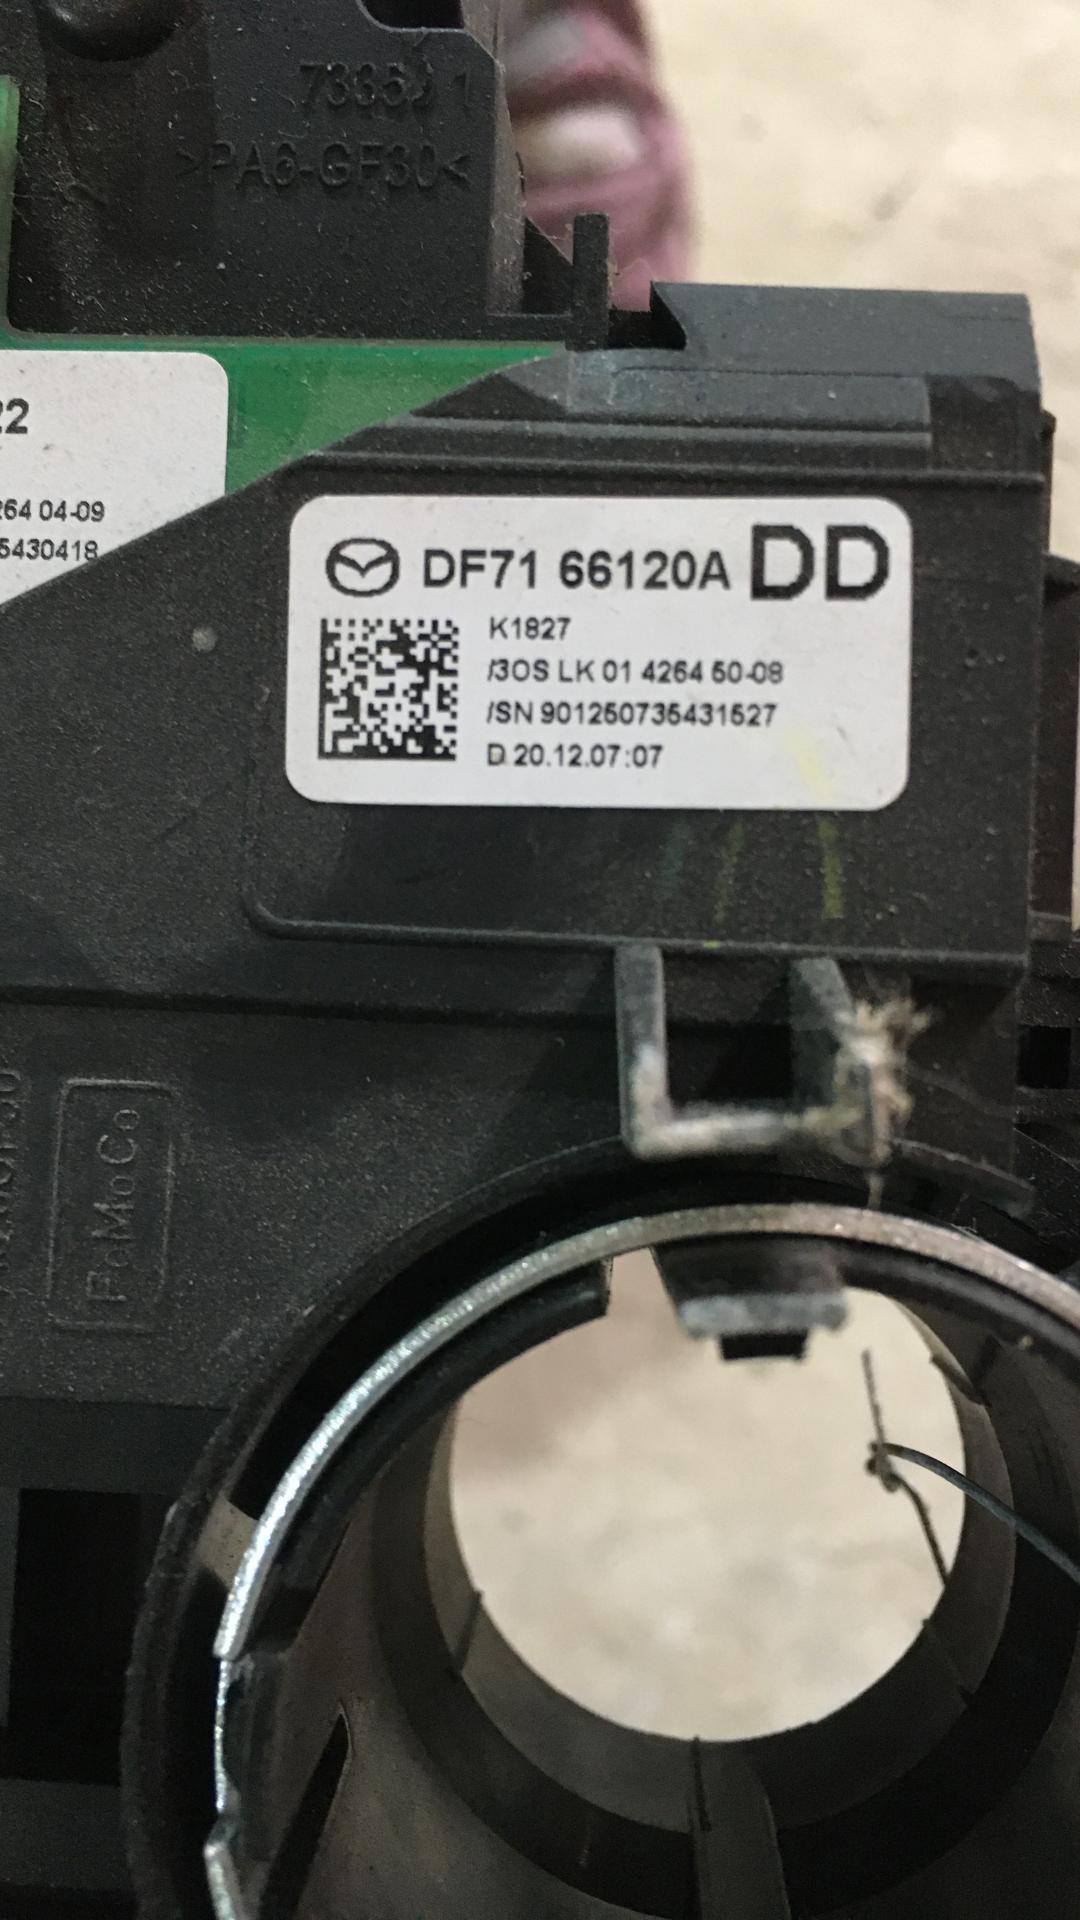 >PA6-GF30<
22
264 04-09
5430418
DF71 66120A DD
K1827
/3OS LK 01 4264 50-08
/SN 901250735431527
D 20.12.07:07
FoMoCo